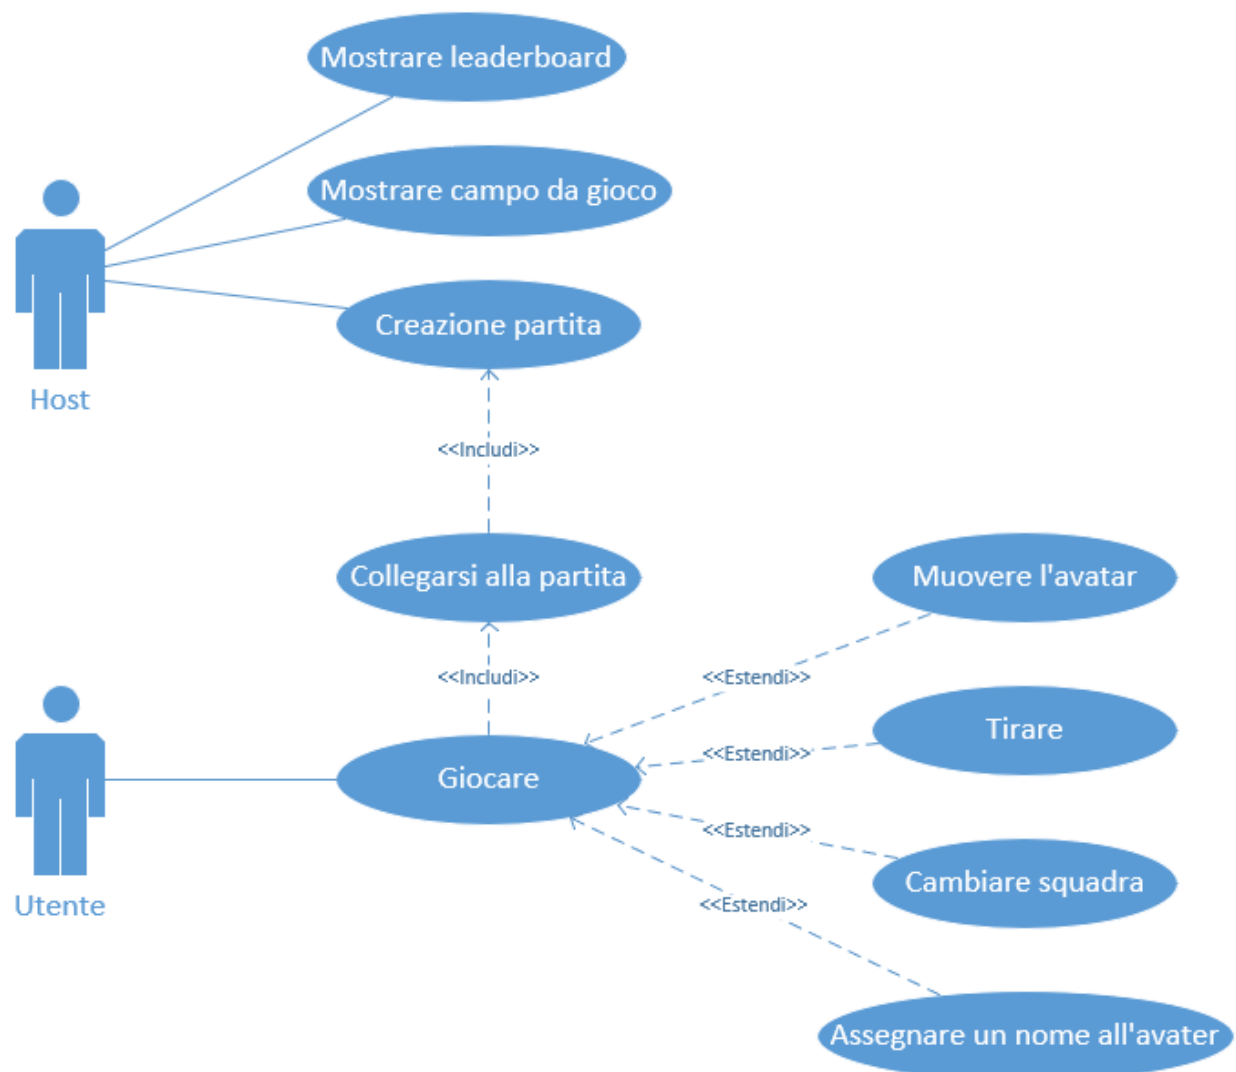 Mostrare leaderboard
Mostrare campo da gioco
Creazione partita
Host
<<Includi>>
Collegarsi alla partita
Muovere l'avatar
<<Includi>>
<<Estendi>>
Tirare
<<Estendi>>
Giocare
<<Estendi>>
Cambiare squadra
Utente
<<Estendi>>
Assegnare un nome all'avater